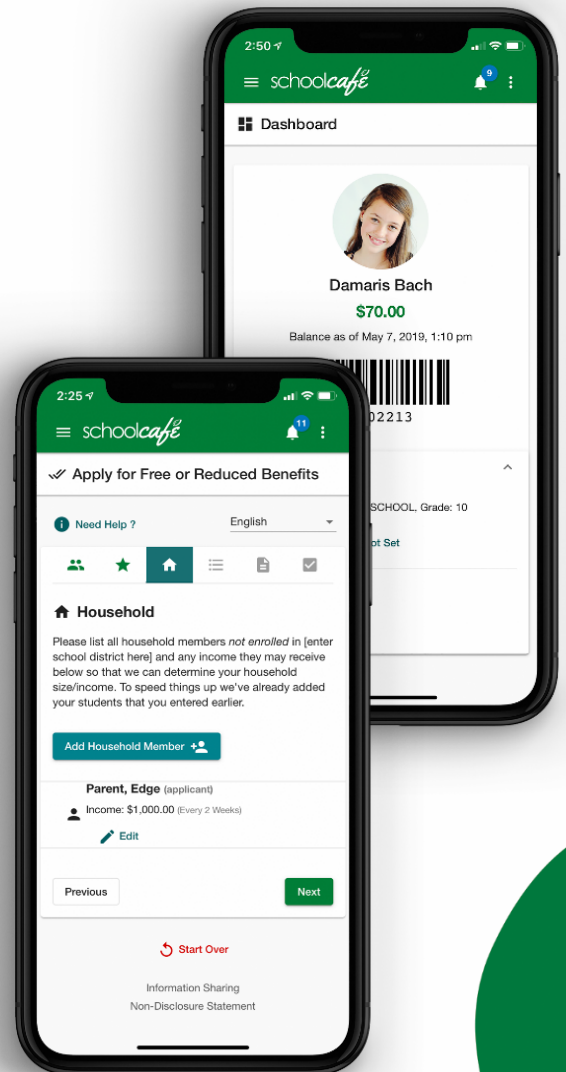 2:50
schoolcafé
9
Dashboard
Damaris Bach
$70.00
Balance as of May 7, 2019, 1:10 pm
02213
SCHOOL, Grade: 10
ot Set
2:25
schoolcafé
11
Apply for Free or Reduced Benefits
Need Help ?
English
Household
Please list all household members not enrolled in [enter
school district here] and any income they may receive
below so that we can determine your household
size/income. To speed things up we've already added
your students that you entered earlier.
Add Household Member
Parent, Edge (applicant)
Income: $1,000.00 (Every 2 Weeks)
Edit
Previous
Next
Start Over
Information Sharing
Non-Disclosure Statement